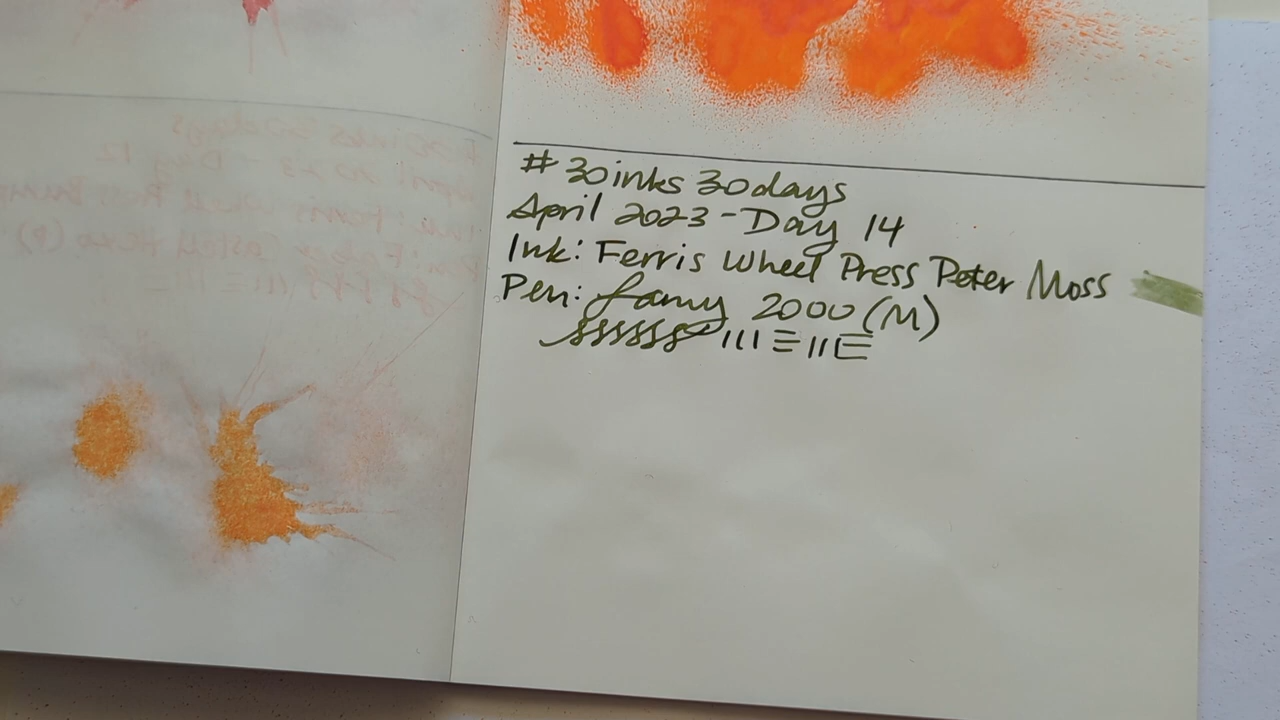 #30inks30days
April 2023 - Day 14
Ink: Ferris Wheel Press Peter Moss
Pen: Lamy 2000 (M)